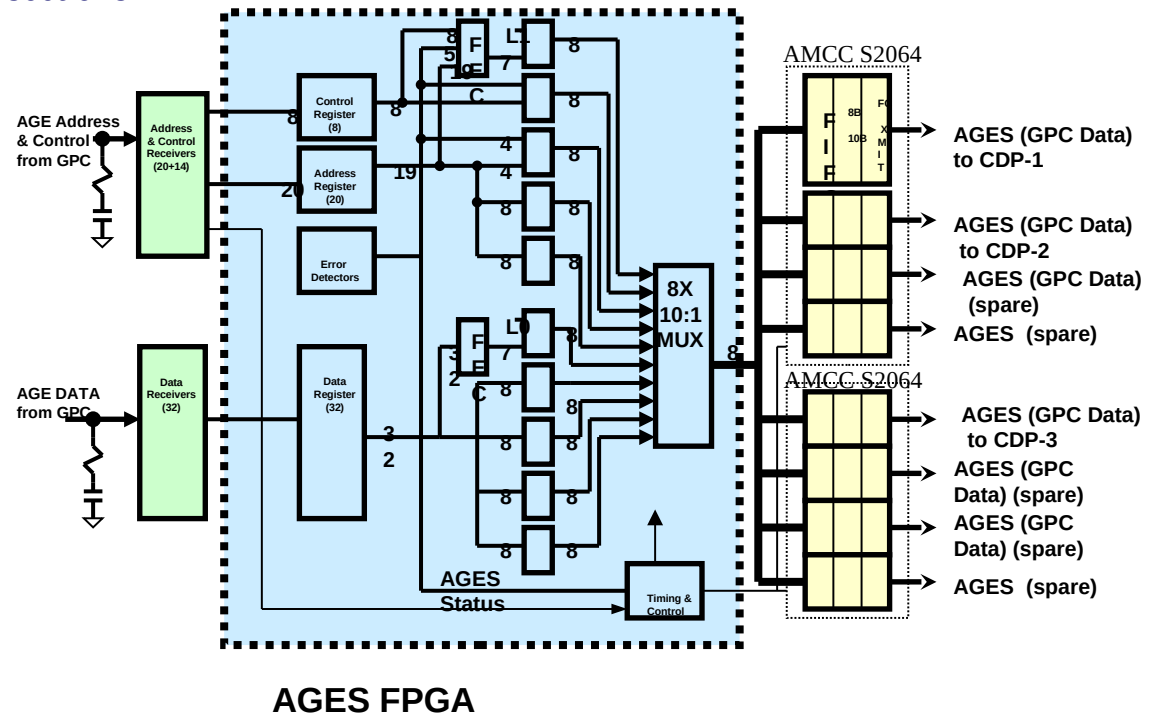 AMCC S2064
AGE Address
& Control
from GPC
Address
& Control
Receivers
(20+14)
Control
Register
(8)
Address
Register
(20)
Error
Detectors
8
20
8
19
8
5
19
F
E
C
L1
7
8
8
4
4
8
8
8
8
8
F
I
F
8B
10B
X
M
I
T
AGES (GPC Data)
to CDP-1
AGES (GPC Data)
to CDP-2
AGES (GPC Data)
(spare)
AGES (spare)
8X
10:1
MUX
8
AGE DATA
from GPC
Data
Receivers
(32)
Data
Register
(32)
3
2
3
2
F
E
C
L0
7
8
8
8
8
8
8
8
8
8
AMCC S2064
AGES (GPC Data)
to CDP-3
AGES (GPC
Data) (spare)
AGES (GPC
Data) (spare)
AGES (spare)
AGES
Status
Timing &
Control
AGES FPGA